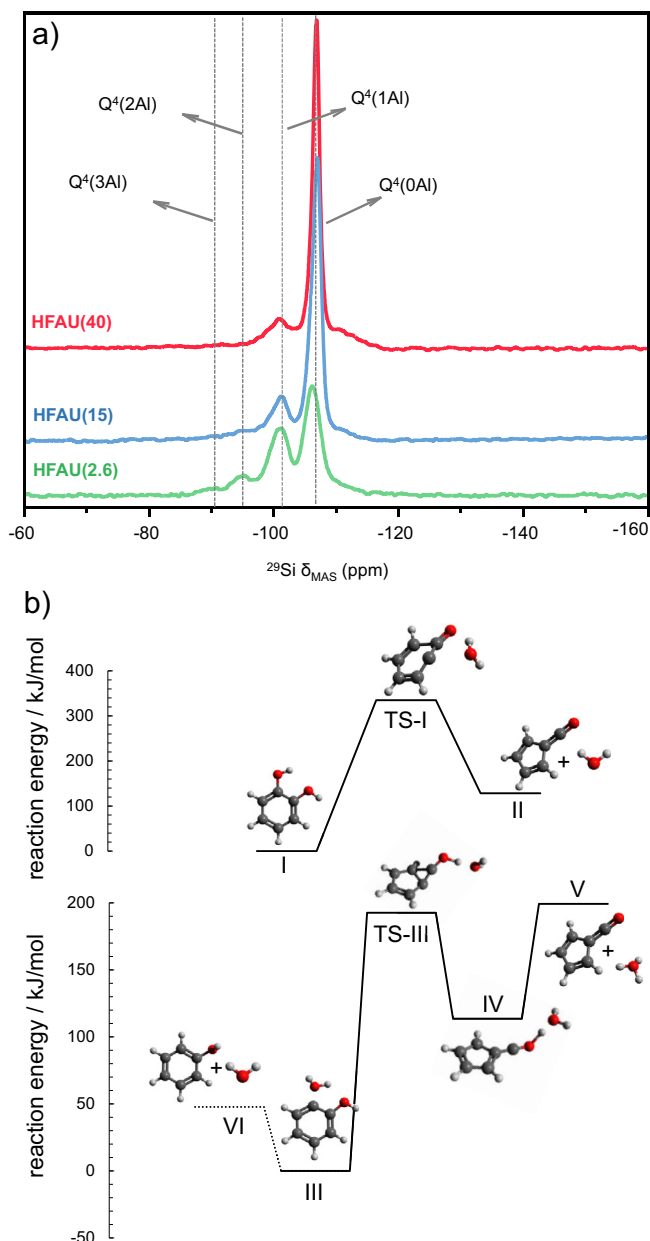 a)
Q⁴(2Al)
Q⁴(1Al)
Q⁴(3Al)
Q⁴(0Al)
HFAU(40)
HFAU(15)
HFAU(2.6)
-60 -80 -100 -120 -140 -160
²⁹Si δMAS (ppm)
b)
reaction energy / kJ/mol
400
300
200
100
0
TS-I
+
II
I
reaction energy / kJ/mol
200
150
100
50
0
-50
TS-III
V
+
IV
+
VI
III